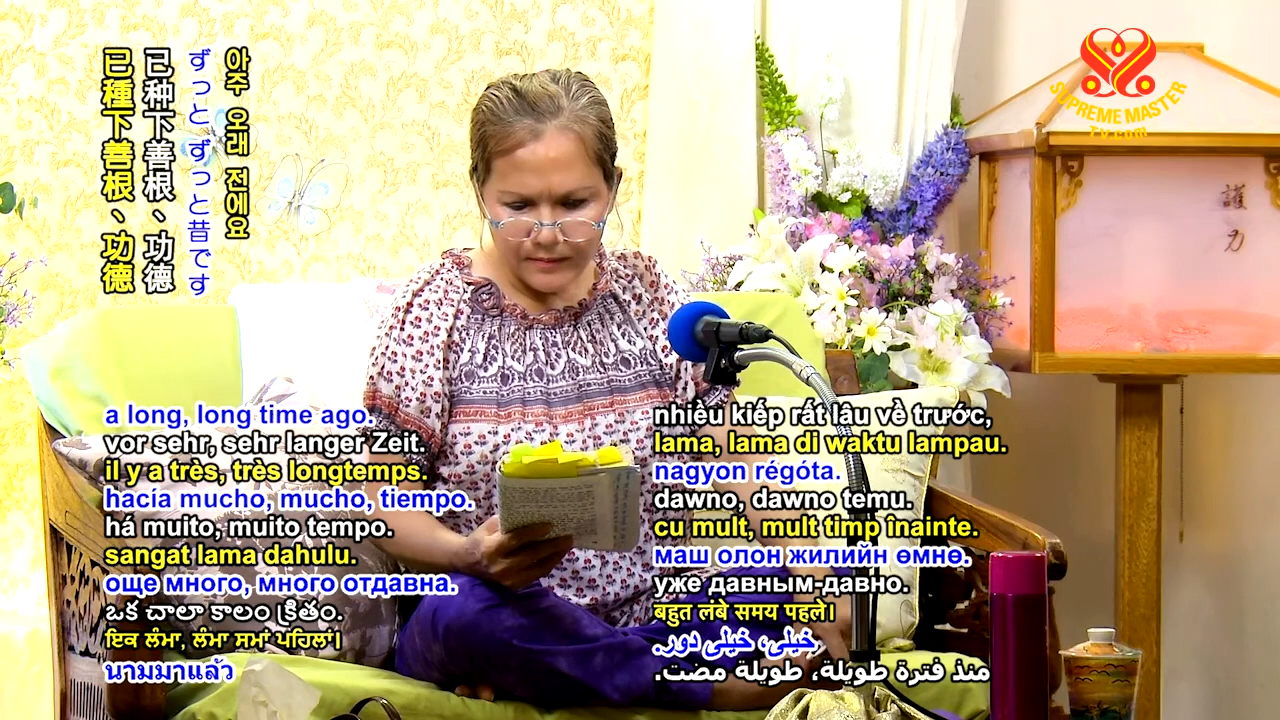 아주 오래 전에요
ずっとずっと昔です
已种下善根、功德
已種下善根、功德
SUPREME MASTER
TV.com
護力
a long, long time ago.
vor sehr, sehr langer Zeit.
il y a très, très longtemps.
hacía mucho, mucho, tiempo.
há muito, muito tempo.
sangat lama dahulu.
още много, много отдавна.
ఒక చాలా కాలం క్రితం.
ਇਕ ਲੰਮਾ, ਲੰਮਾ ਸਮਾਂ ਪਹਿਲਾਂ।
นามมาแล้ว
nhiều kiếp rất lâu về trước,
lama, lama di waktu lampau.
nagyon régóta.
dawno, dawno temu.
cu mult, mult timp înainte.
маш олон жилийн өмнө.
уже давным-давно.
बहुत लंबे समय पहले।
خیلی، خیلی دور.
منذ فترة طويلة، طويلة مضت.